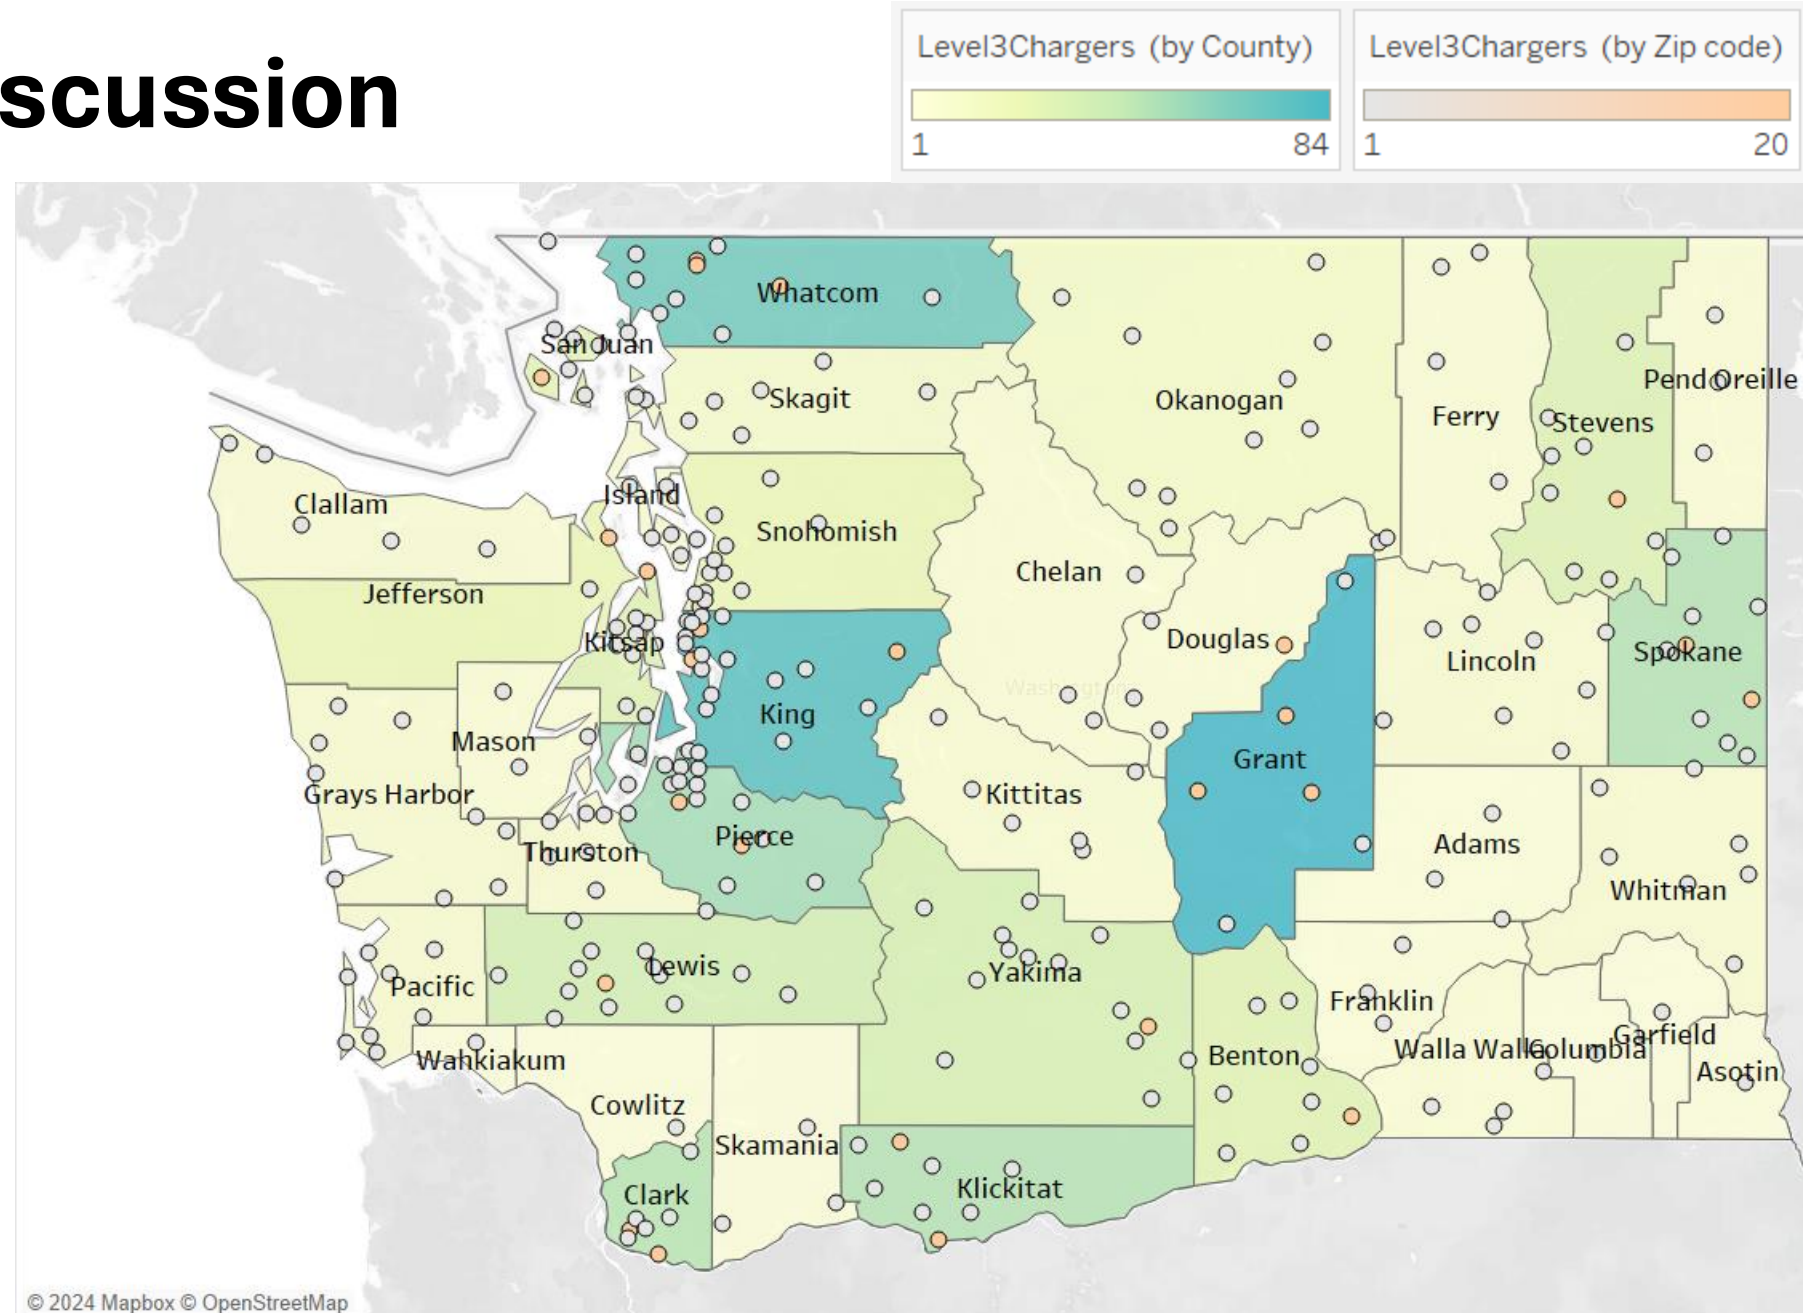 scussion
Level3Chargers (by County)
1 84
Level3Chargers (by Zip code)
1 20
Whatcom
San Juan
Skagit
Okanogan
Ferry
Stevens
Pend Oreille
Island
Clallam
Snohomish
Chelan
Jefferson
Kitsap
Douglas
Lincoln
Spokane
Washington
King
Mason
Grant
Grays Harbor
Kittitas
Pierce
Thurston
Adams
Whitman
Lewis
Yakima
Pacific
Franklin
Garfield
Walla Walla
Columbia
Wahkiakum
Benton
Asotin
Cowlitz
Skamania
Clark
Klickitat
© 2024 Mapbox © OpenStreetMap